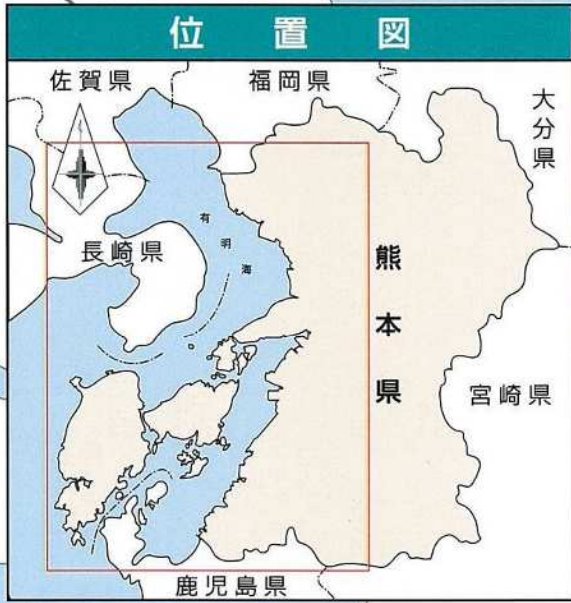 位置図
佐賀県
福岡県
大分県
長崎県
有明海
熊本県
宮崎県
鹿児島県